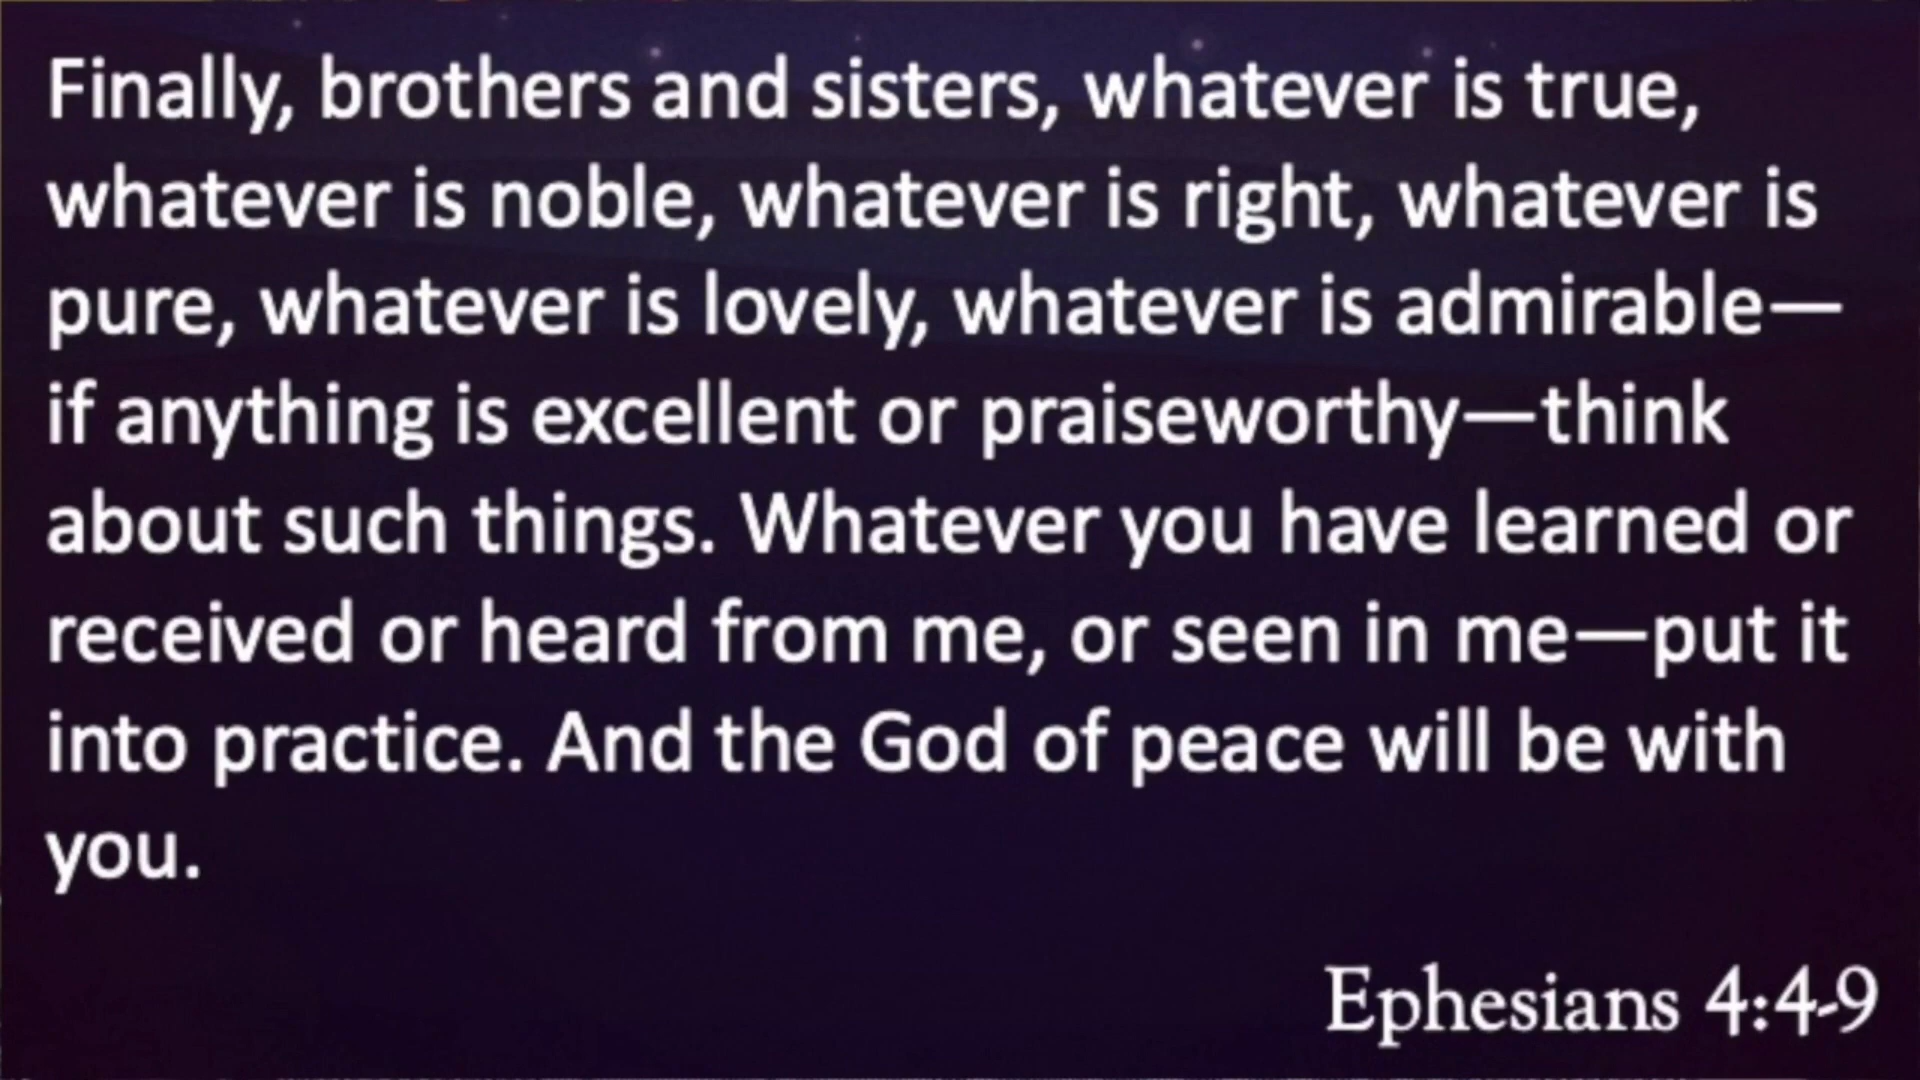 Finally, brothers and sisters, whatever is true,
whatever is noble, whatever is right, whatever is
pure, whatever is lovely, whatever is admirable—
if anything is excellent or praiseworthy—think
about such things. Whatever you have learned or
received or heard from me, or seen in me—put it
into practice. And the God of peace will be with
you.
Ephesians 4:4-9